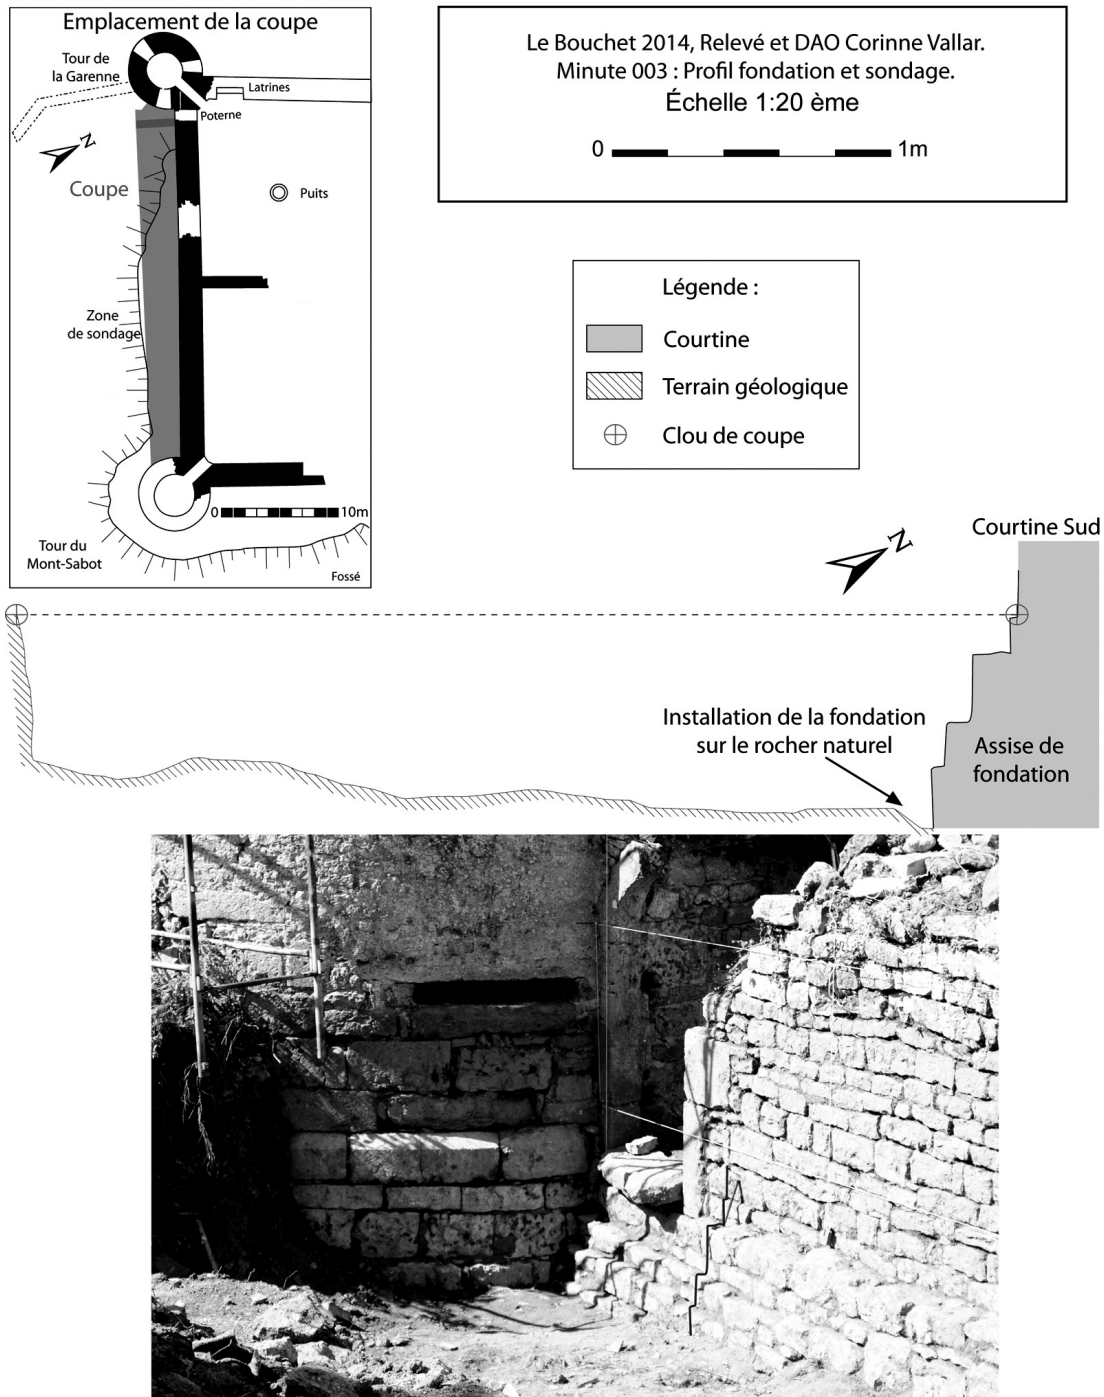 Emplacement de la coupe
Tour de
la Garenne
Latrines
Poterne
N
Coupe
Puits
Zone
de sondage
0 10m
Tour du
Mont-Sabot
Fossé
Le Bouchet 2014, Relevé et DAO Corinne Vallar.
Minute 003 : Profil fondation et sondage.
Échelle 1:20 ème
0 1m
Légende :
Courtine
Terrain géologique
Clou de coupe
Courtine Sud
N
Installation de la fondation
sur le rocher naturel
Assise de
fondation